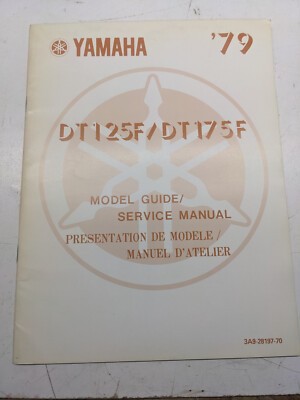 YAMAHA '79
DT125F/DT175F
MODEL GUIDE/
SERVICE MANUAL
PRESENTATION DE MODELE/
MANUEL D'ATELIER
3A8-28197-70